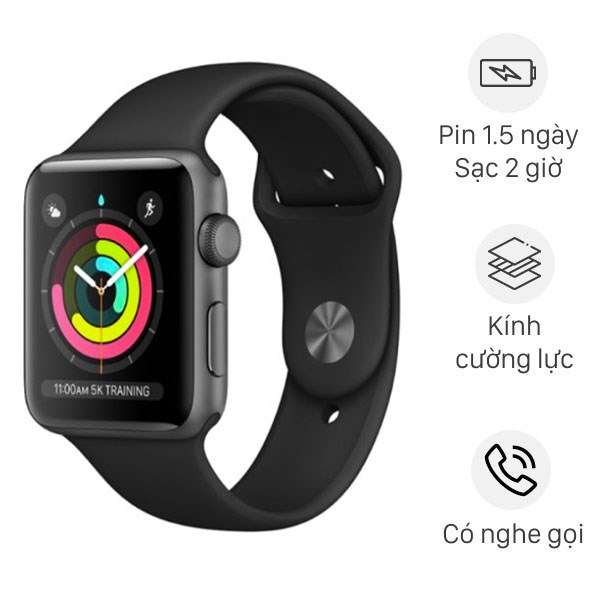 11:00AM 5K TRAINING
Pin 1.5 ngày
Sạc 2 giờ
Kính
cường lực
Có nghe gọi